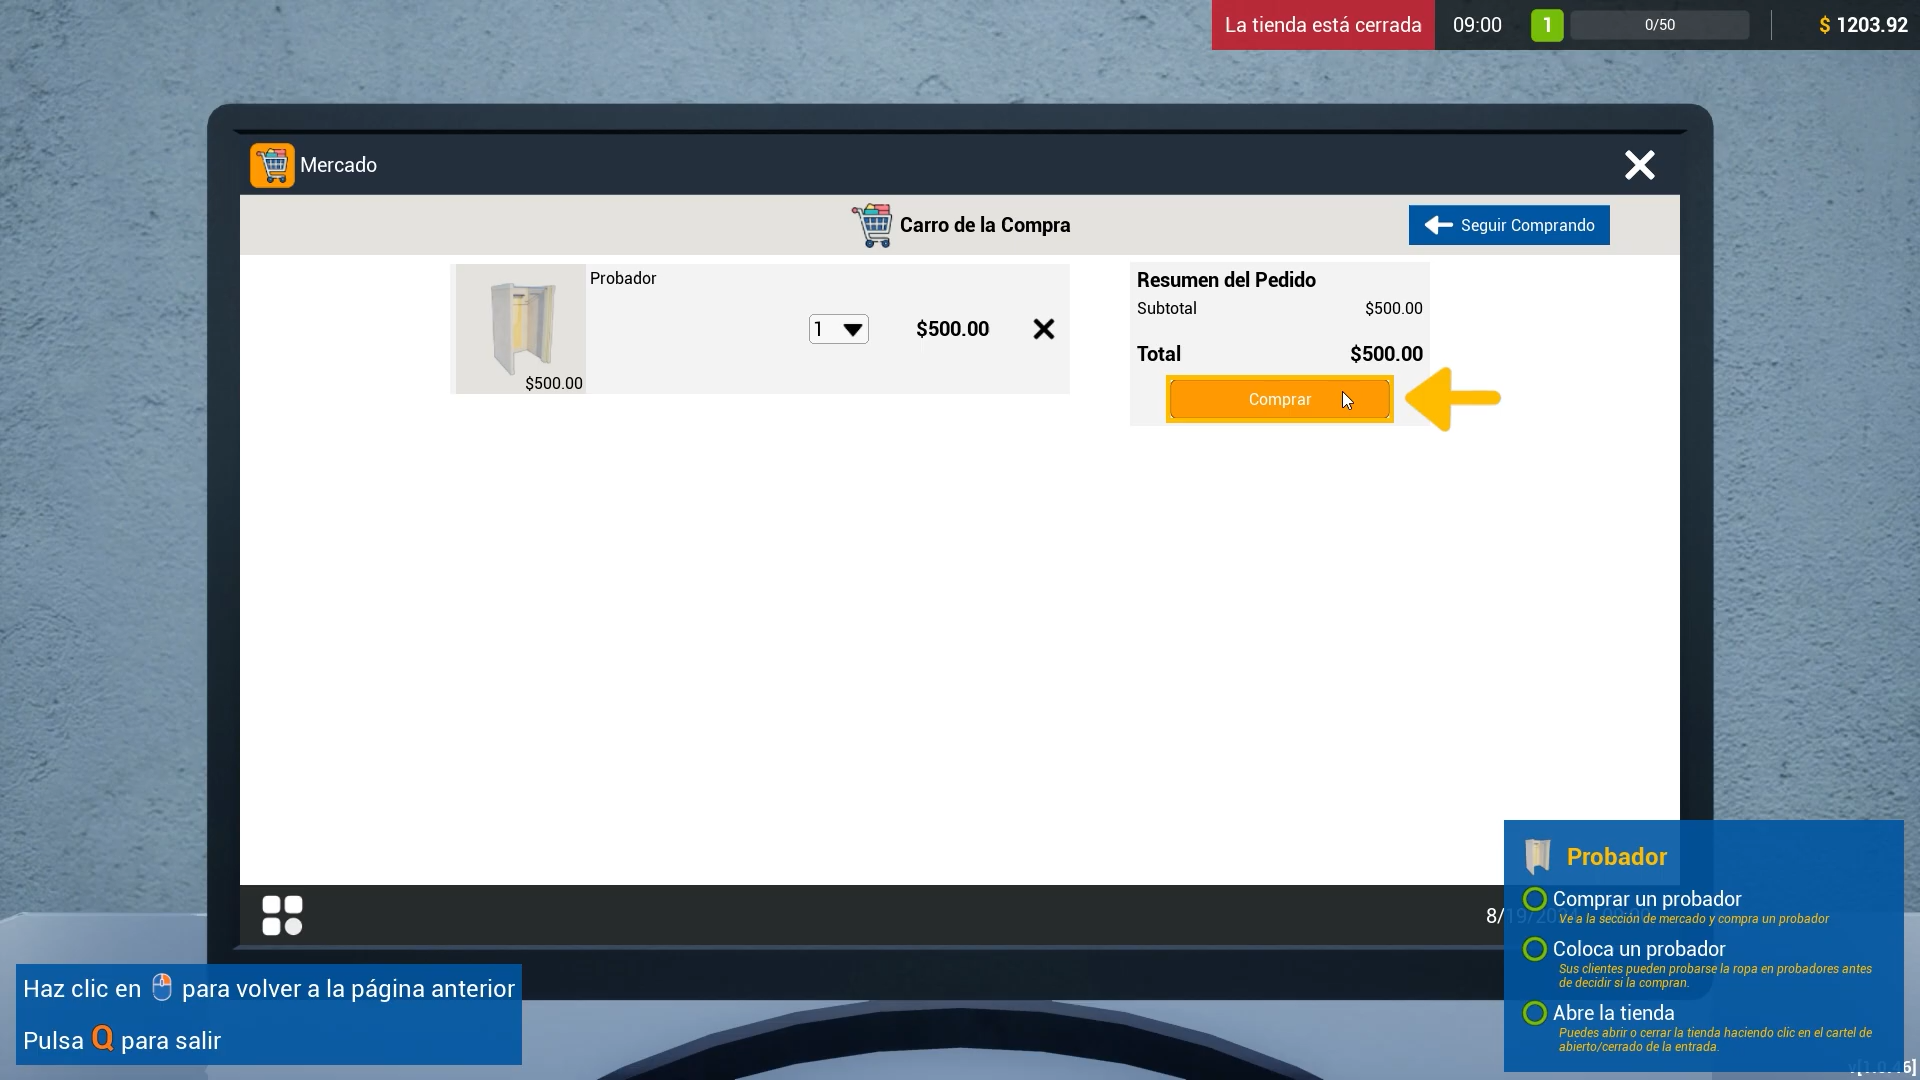 La tienda está cerrada 09:00 1 0/50 $ 1203.92
Mercado
Carro de la Compra
Seguir Comprando
Probador
1 $500.00
$500.00
Resumen del Pedido
Subtotal $500.00
Total $500.00
Comprar
Probador
Comprar un probador
Ve a la sección de mercado y compra un probador
Coloca un probador
Sus clientes pueden probarse la ropa en probadores antes
de decidir si la compran.
Abre la tienda
Puedes abrir o cerrar la tienda haciendo clic en el cartel de
abierto/cerrado de la entrada.
Haz clic en para volver a la página anterior
Pulsa Q para salir